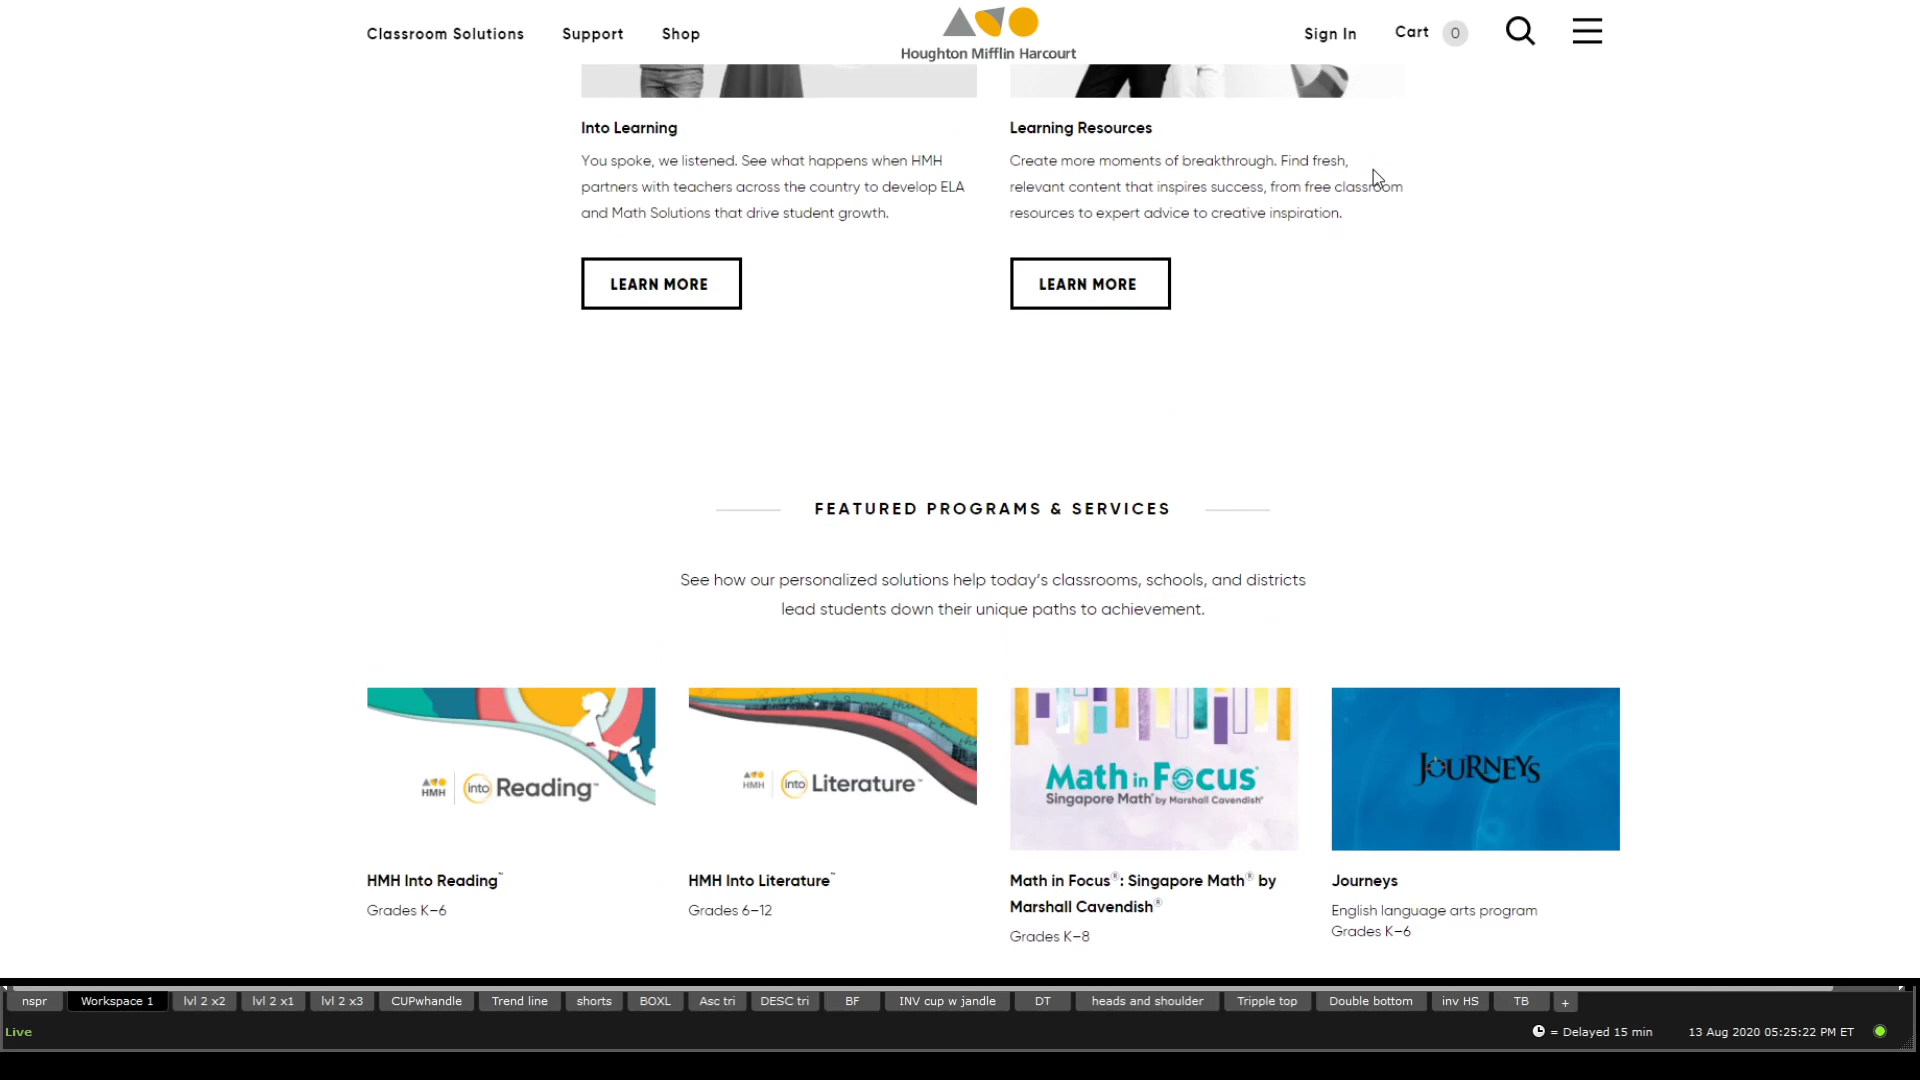 Classroom Solutions Support Shop
Houghton Mifflin Harcourt
Sign In Cart 0
Into Learning
You spoke, we listened. See what happens when HMH
partners with teachers across the country to develop ELA
and Math Solutions that drive student growth.
LEARN MORE
Learning Resources
Create more moments of breakthrough. Find fresh,
relevant content that inspires success, from free classroom
resources to expert advice to creative inspiration.
LEARN MORE
FEATURED PROGRAMS & SERVICES
See how our personalized solutions help today's classrooms, schools, and districts
lead students down their unique paths to achievement.
HMH into Reading™
HMH into Literature™
Math in Focus®
Singapore Math® by Marshall Cavendish®
JOURNEYS
HMH Into Reading™
Grades K–6
HMH Into Literature™
Grades 6–12
Math in Focus®: Singapore Math® by
Marshall Cavendish®
Grades K–8
Journeys
English language arts program
Grades K–6
nspr Workspace 1 lvl 2 x2 lvl 2 x1 lvl 2 x3 CUPwhandle Trend line shorts BOXL Asc tri DESC tri BF INV cup w jandle DT heads and shoulder Tripple top Double bottom inv HS TB +
Live = Delayed 15 min 13 Aug 2020 05:25:22 PM ET